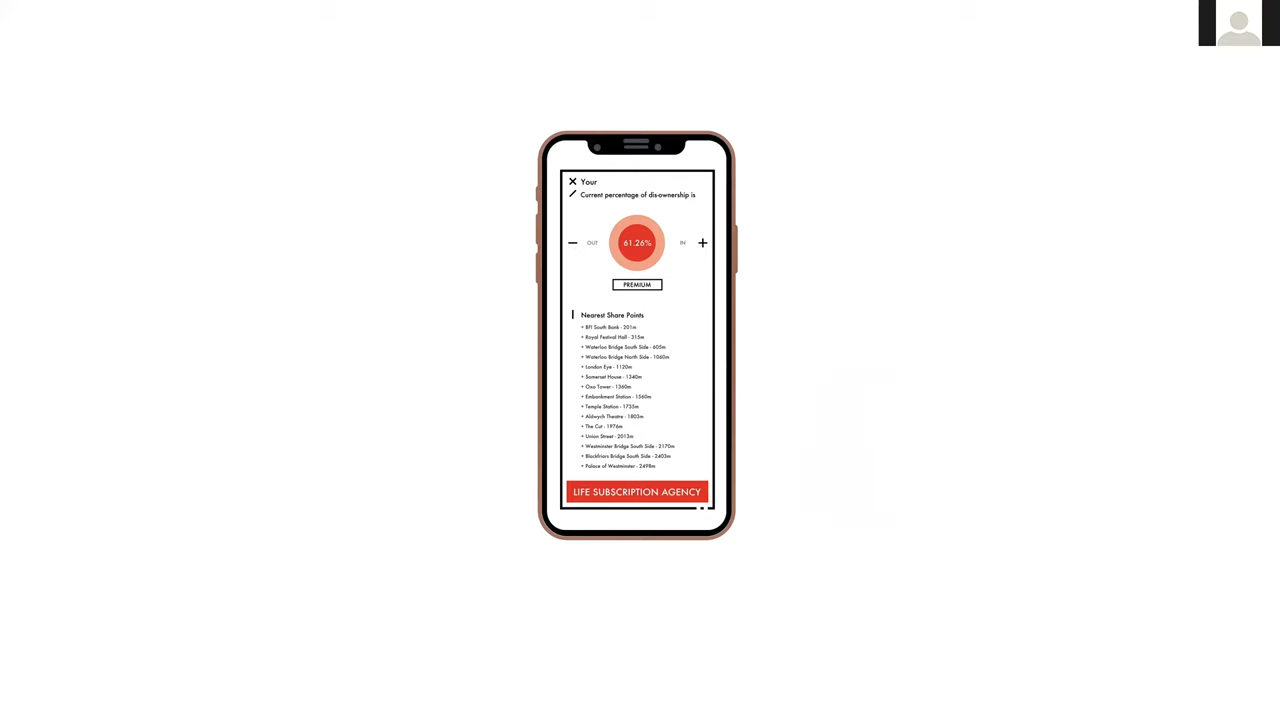 Your
Current percentage of dis-ownership is
OUT
61.26%
IN
PREMIUM
Nearest Share Points
+ BFI South Bank - 201m
+ Royal Festival Hall - 315m
+ Waterloo Bridge South Side - 605m
+ Waterloo Bridge North Side - 1060m
+ London Eye - 1120m
+ Somerset House - 1340m
+ Oxo Tower - 1360m
+ Embankment Station - 1560m
+ Temple Station - 1735m
+ Aldwych Theatre - 1803m
+ The Cut - 1976m
+ Union Street - 2013m
+ Westminster Bridge South Side - 2170m
+ Blackfriars Bridge South Side - 2403m
+ Palace of Westminster - 2498m
LIFE SUBSCRIPTION AGENCY